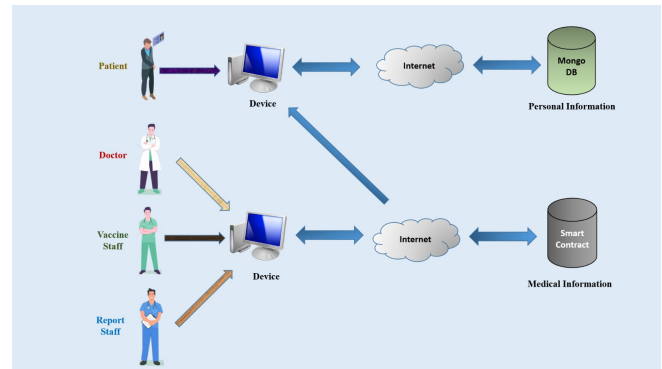 Patient
Device
Internet
Mongo
DB
Personal Information
Doctor
Vaccine
Staff
Device
Internet
Smart
Contract
Medical Information
Report
Staff